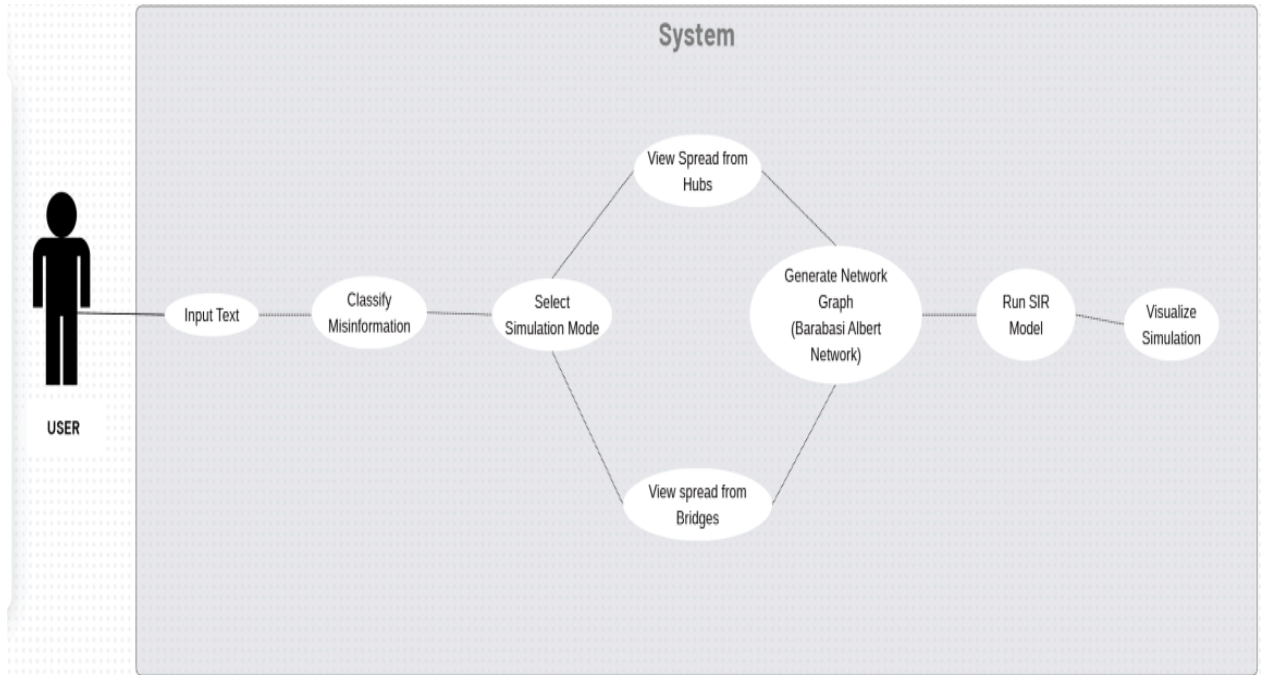 System
USER
Input Text
Classify
Misinformation
Select
Simulation Mode
View Spread from
Hubs
View spread from
Bridges
Generate Network
Graph
(Barabasi Albert
Network)
Run SIR
Model
Visualize
Simulation